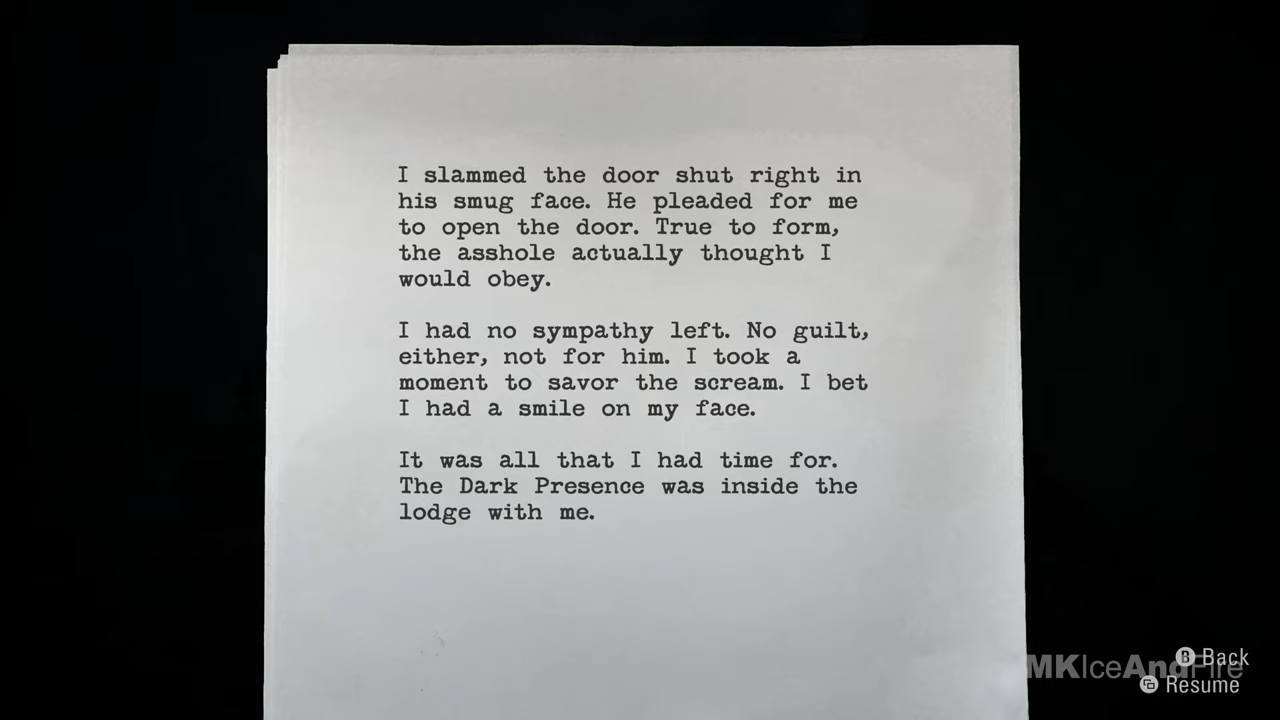 I slammed the door shut right in
his smug face. He pleaded for me
to open the door. True to form,
the asshole actually thought I
would obey.
I had no sympathy left. No guilt,
either, not for him. I took a
moment to savor the scream. I bet
I had a smile on my face.
It was all that I had time for.
The Dark Presence was inside the
lodge with me.
MKIceAndFire
B Back
Resume